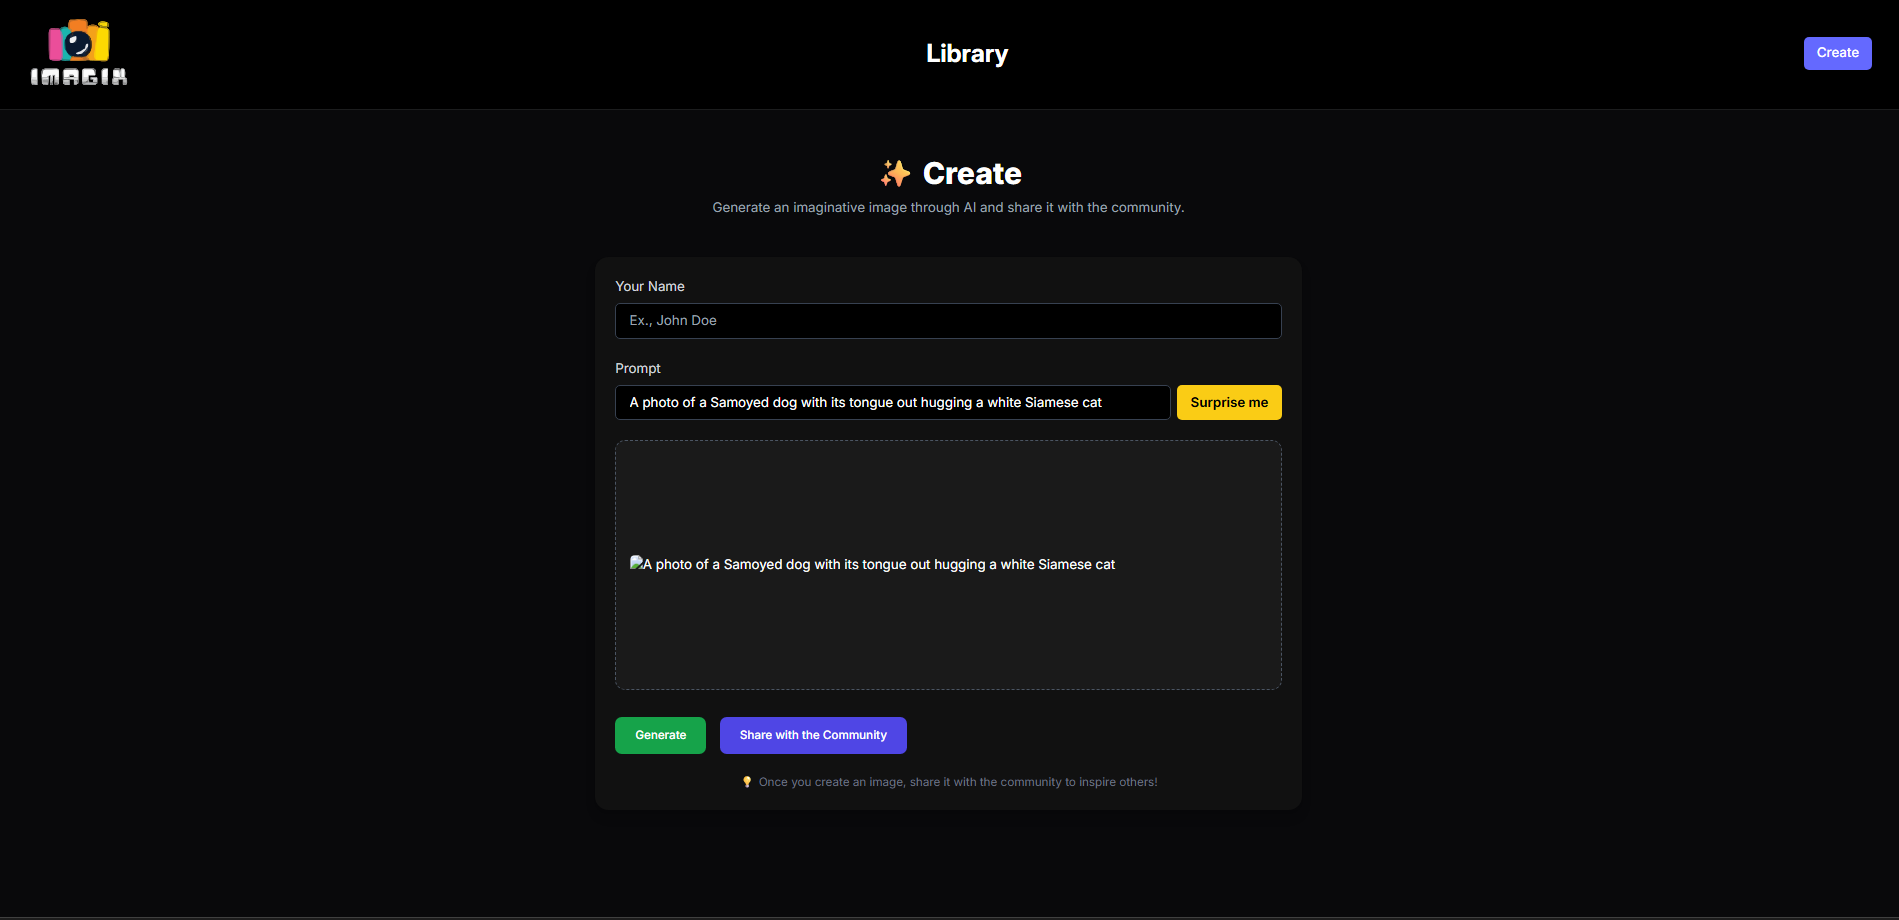 IMAGIX
Library
Create
✨ Create
Generate an imaginative image through AI and share it with the community.
Your Name
Ex., John Doe
Prompt
A photo of a Samoyed dog with its tongue out hugging a white Siamese cat
Surprise me
A photo of a Samoyed dog with its tongue out hugging a white Siamese cat
Generate
Share with the Community
💡 Once you create an image, share it with the community to inspire others!